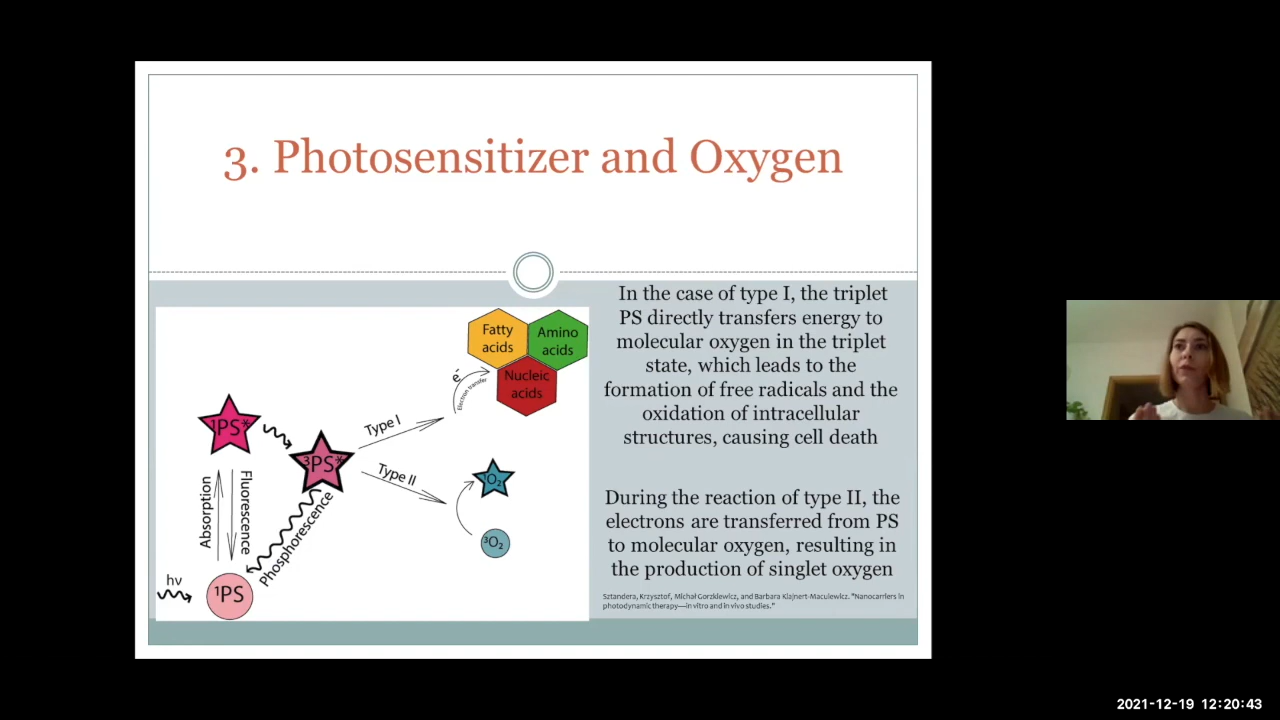 3. Photosensitizer and Oxygen
In the case of type I, the triplet
PS directly transfers energy to
molecular oxygen in the triplet
state, which leads to the
formation of free radicals and the
oxidation of intracellular
structures, causing cell death
During the reaction of type II, the
electrons are transferred from PS
to molecular oxygen, resulting in
the production of singlet oxygen
Sztandera, Krzysztof, Michał Gorzkiewicz, and Barbara Klajnert-Maculewicz. "Nanocarriers in
photodynamic therapy—in vitro and in vivo studies."
Fatty
acids
Amino
acids
Nucleic
acids
e⁻
Electron transfer
¹PS*
³PS*
Type I
Type II
¹O₂
³O₂
Absorption
Fluorescence
Phosphorescence
hν
¹PS
2021-12-19 12:20:43